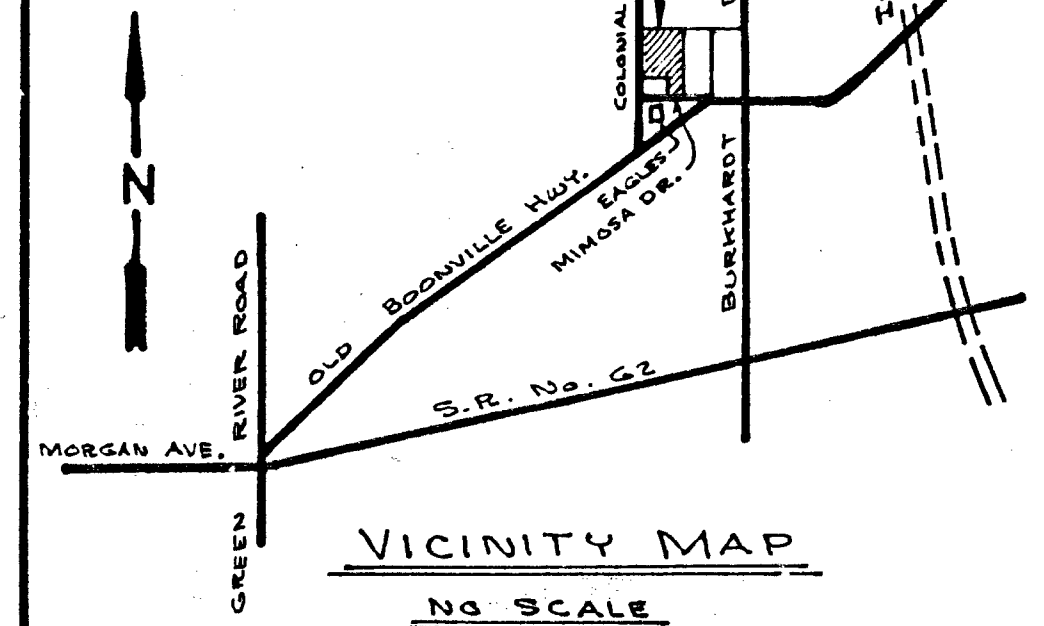 COLONIAL
N
EAGLES
MIMOSA DR.
OLD BOONVILLE HWY.
BURKHARDT
GREEN RIVER ROAD
S.R. No. 62
MORGAN AVE.
VICINITY MAP
NO SCALE